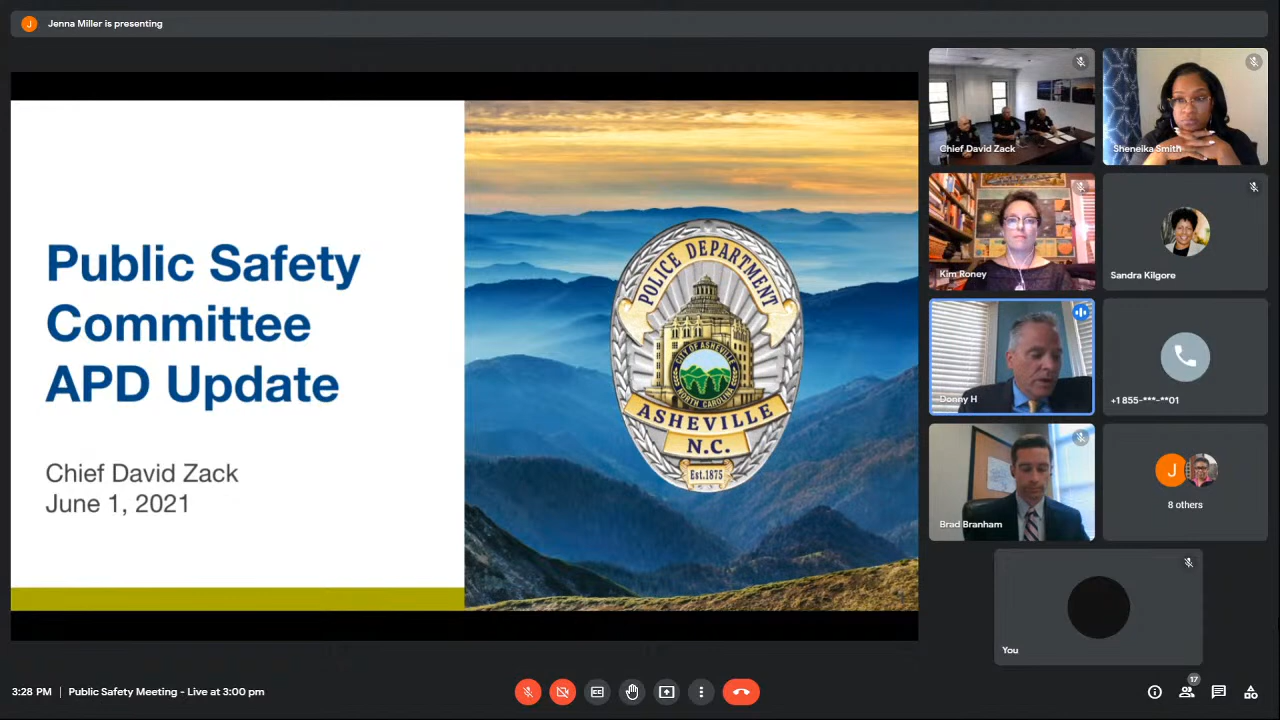 J
Jenna Miller is presenting
Public Safety
Committee
APD Update
Chief David Zack
June 1, 2021
POLICE DEPARTMENT
CITY OF ASHEVILLE
NORTH CAROLINA
ASHEVILLE
N.C.
Est.1875
Chief David Zack
Sheneika Smith
Kim Roney
Sandra Kilgore
Donny H
+1 855-***-**01
Brad Branham
J
8 others
You
3:28 PM | Public Safety Meeting - Live at 3:00 pm
CC
17